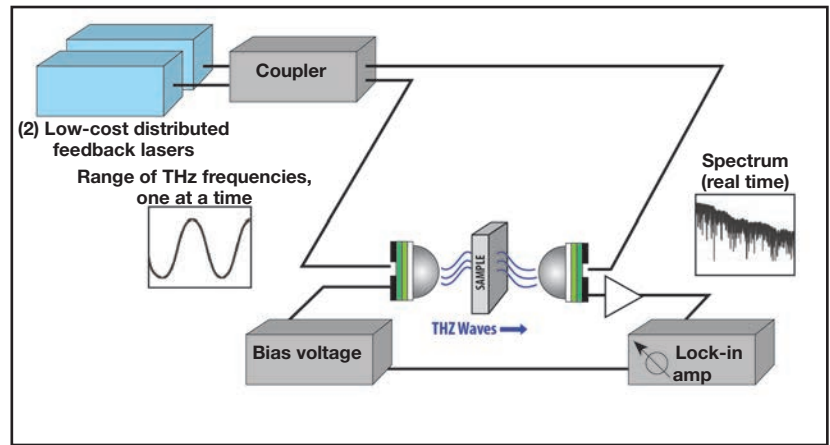 Coupler
(2) Low-cost distributed
feedback lasers
Range of THz frequencies,
one at a time
Spectrum
(real time)
SAMPLE
THZ Waves
Bias voltage
Lock-in
amp